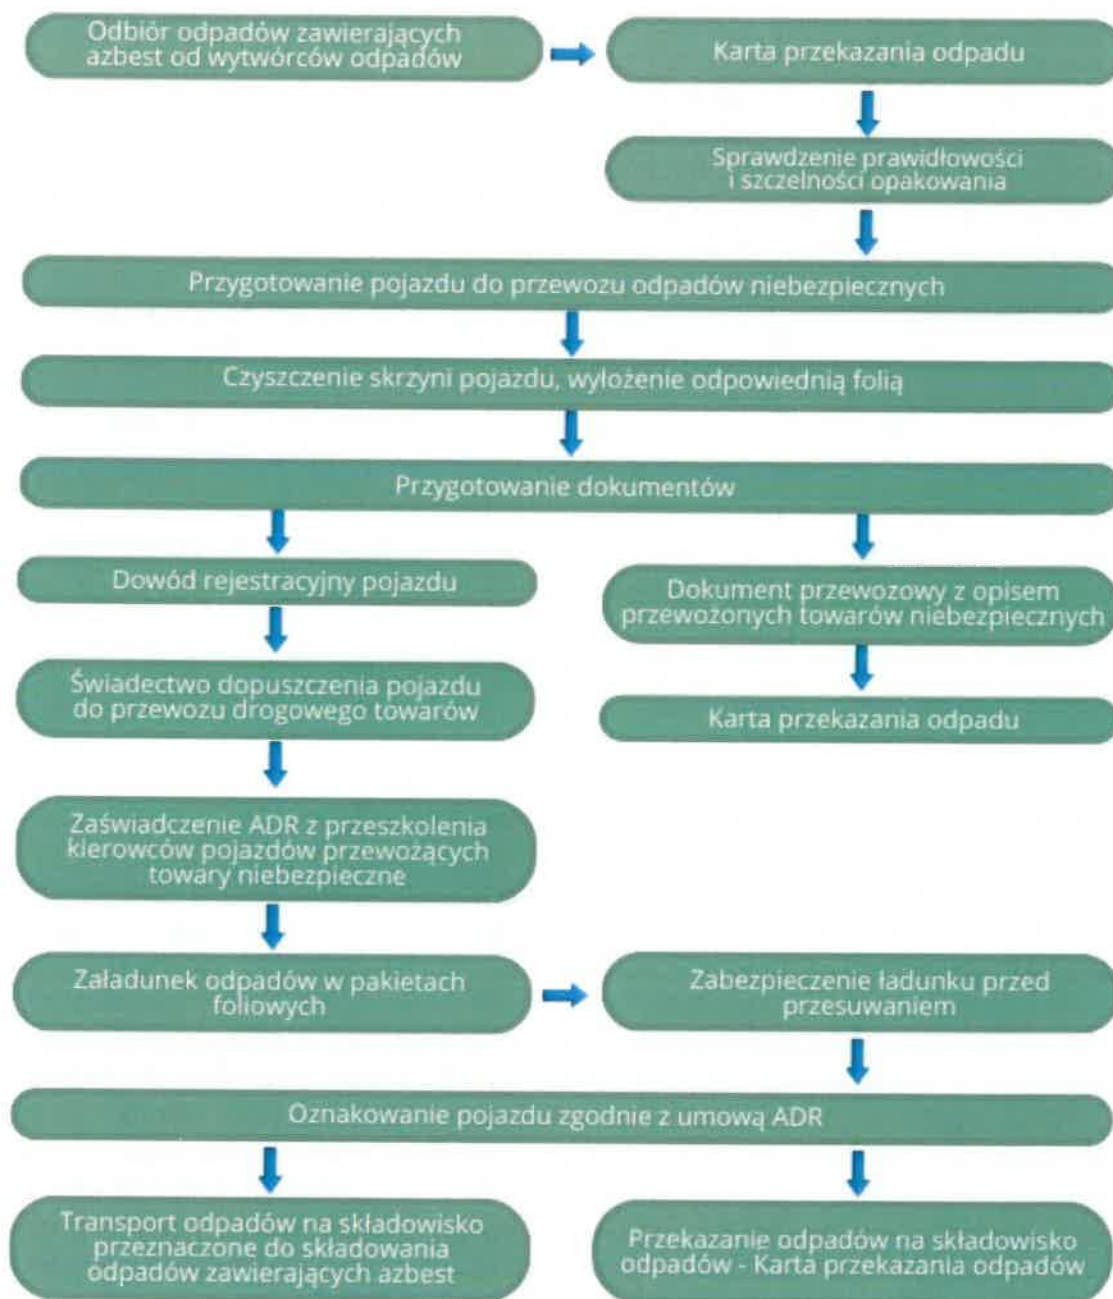 Odbiór odpadów zawierających
azbest od wytwórców odpadów
Karta przekazania odpadu
Sprawdzenie prawidłowości
i szczelności opakowania
Przygotowanie pojazdu do przewozu odpadów niebezpiecznych
Czyszczenie skrzyni pojazdu, wyłożenie odpowiednią folią
Przygotowanie dokumentów
Dowód rejestracyjny pojazdu
Dokument przewozowy z opisem
przewożonych towarów niebezpiecznych
Świadectwo dopuszczenia pojazdu
do przewozu drogowego towarów
Karta przekazania odpadu
Zaświadczenie ADR z przeszkolenia
kierowców pojazdów przewożących
towary niebezpieczne
Załadunek odpadów w pakietach
foliowych
Zabezpieczenie ładunku przed
przesuwaniem
Oznakowanie pojazdu zgodnie z umową ADR
Transport odpadów na składowisko
przeznaczone do składowania
odpadów zawierających azbest
Przekazanie odpadów na składowisko
odpadów - Karta przekazania odpadów